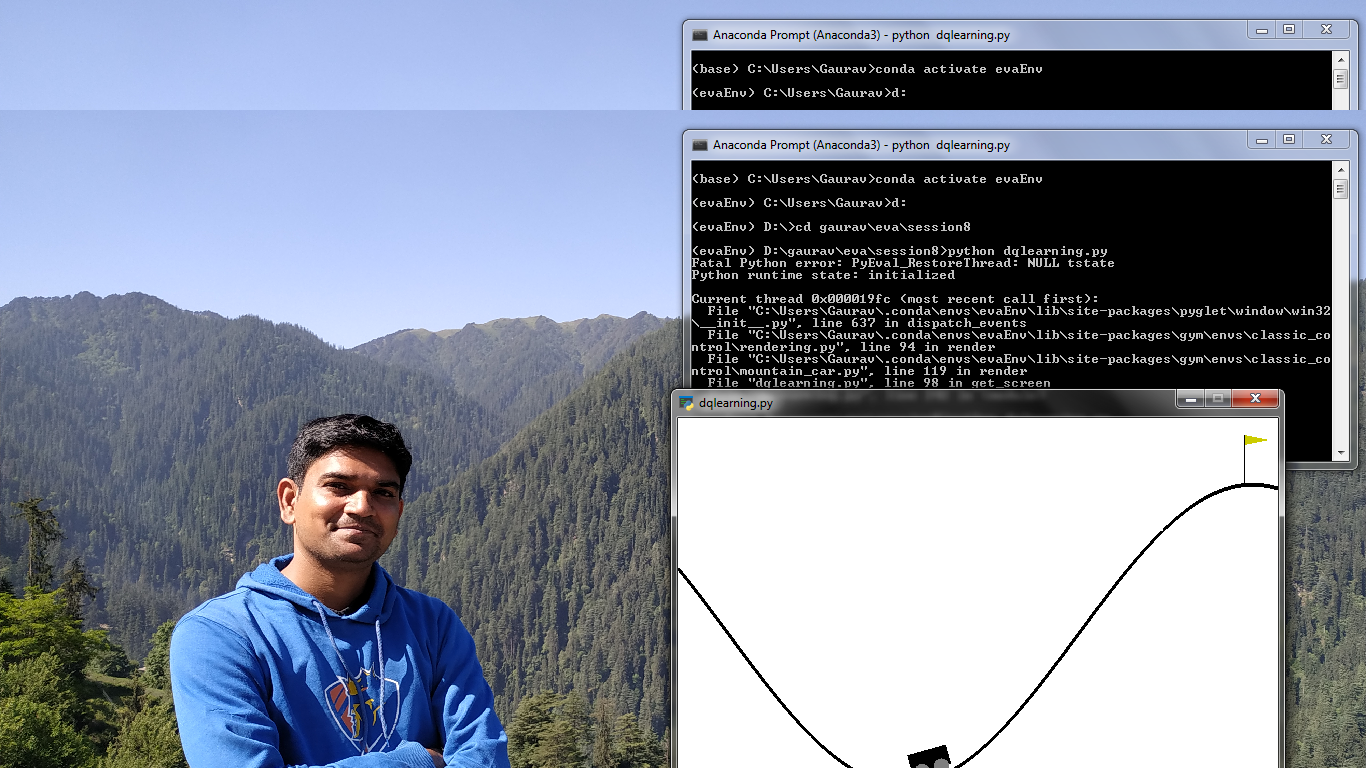 Anaconda Prompt (Anaconda3) - python dqlearning.py
(base) C:\Users\Gaurav>conda activate evaEnv
(evaEnv) C:\Users\Gaurav>d:
Anaconda Prompt (Anaconda3) - python dqlearning.py
(base) C:\Users\Gaurav>conda activate evaEnv
(evaEnv) C:\Users\Gaurav>d:
(evaEnv) D:\>cd gaurav\eva\session8
(evaEnv) D:\gaurav\eva\session8>python dqlearning.py
Fatal Python error: PyEval_RestoreThread: NULL tstate
Python runtime state: initialized
Current thread 0x000019fc (most recent call first):
File "C:\Users\Gaurav\.conda\envs\evaEnv\lib\site-packages\pyglet\window\win32
\__init__.py", line 637 in dispatch_events
File "C:\Users\Gaurav\.conda\envs\evaEnv\lib\site-packages\gym\envs\classic_co
ntrol\rendering.py", line 94 in render
File "C:\Users\Gaurav\.conda\envs\evaEnv\lib\site-packages\gym\envs\classic_co
ntrol\mountain_car.py", line 119 in render
File "dqlearning.py", line 98 in get_screen
dqlearning.py